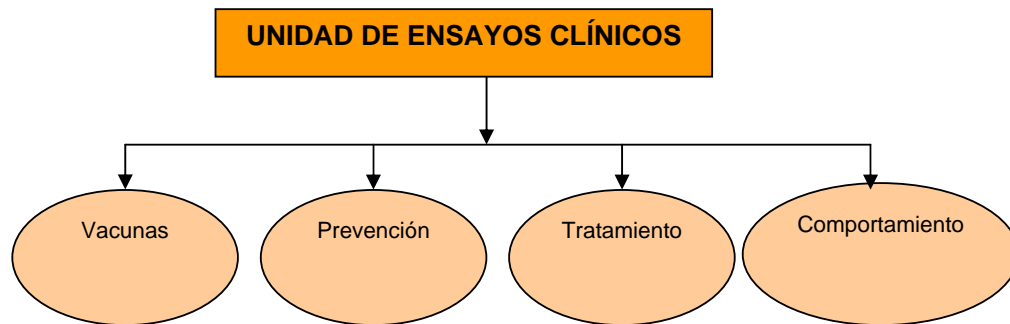 UNIDAD DE ENSAYOS CLÍNICOS
Vacunas
Prevención
Tratamiento
Comportamiento